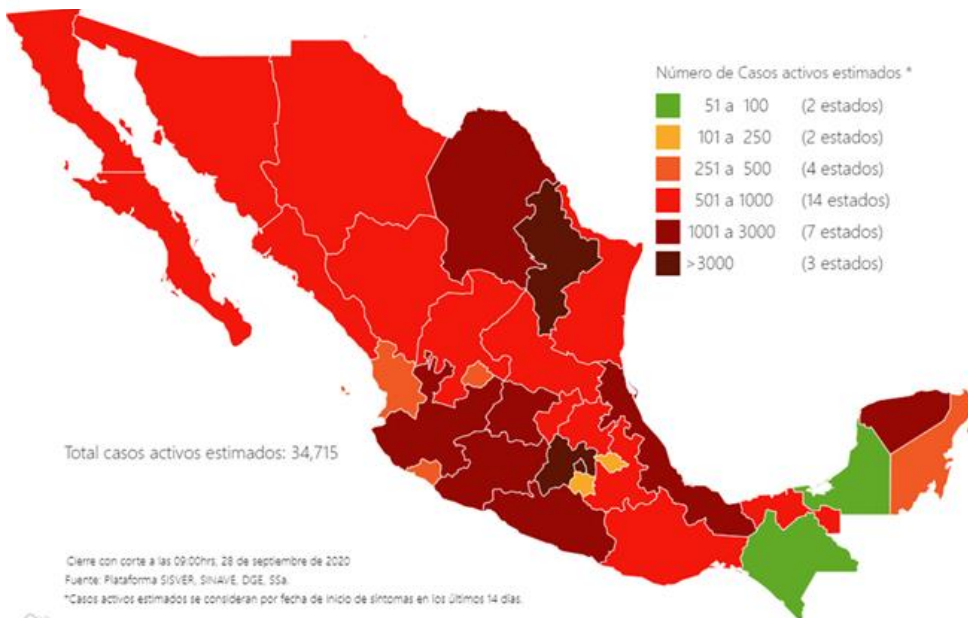 Número de Casos activos estimados *
51 a 100 (2 estados)
101 a 250 (2 estados)
251 a 500 (4 estados)
501 a 1000 (14 estados)
1001 a 3000 (7 estados)
>3000 (3 estados)
Total casos activos estimados: 34,715
Cierre con corte a las 09:00hrs, 28 de septiembre de 2020
Fuente: Plataforma SISVER, SINAVE, DGE, SSa.
*Casos activos estimados se consideran por fecha de inicio de síntomas en los últimos 14 días.